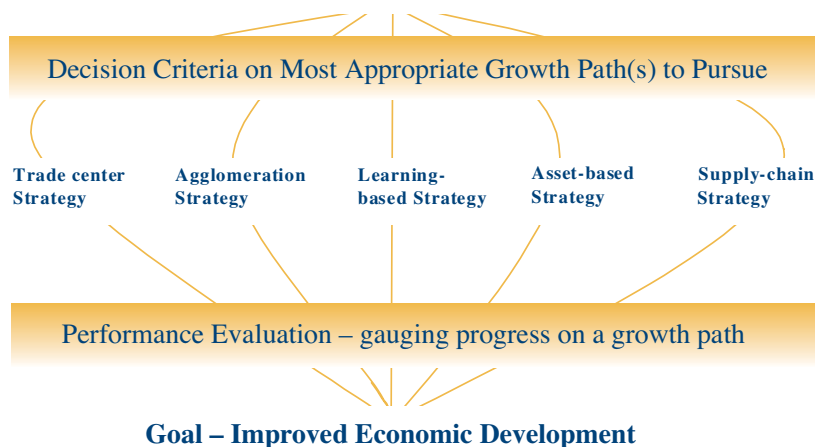 Decision Criteria on Most Appropriate Growth Path(s) to Pursue
Trade center
Strategy
Agglomeration
Strategy
Learning-
based Strategy
Asset-based
Strategy
Supply-chain
Strategy
Performance Evaluation – gauging progress on a growth path
Goal – Improved Economic Development